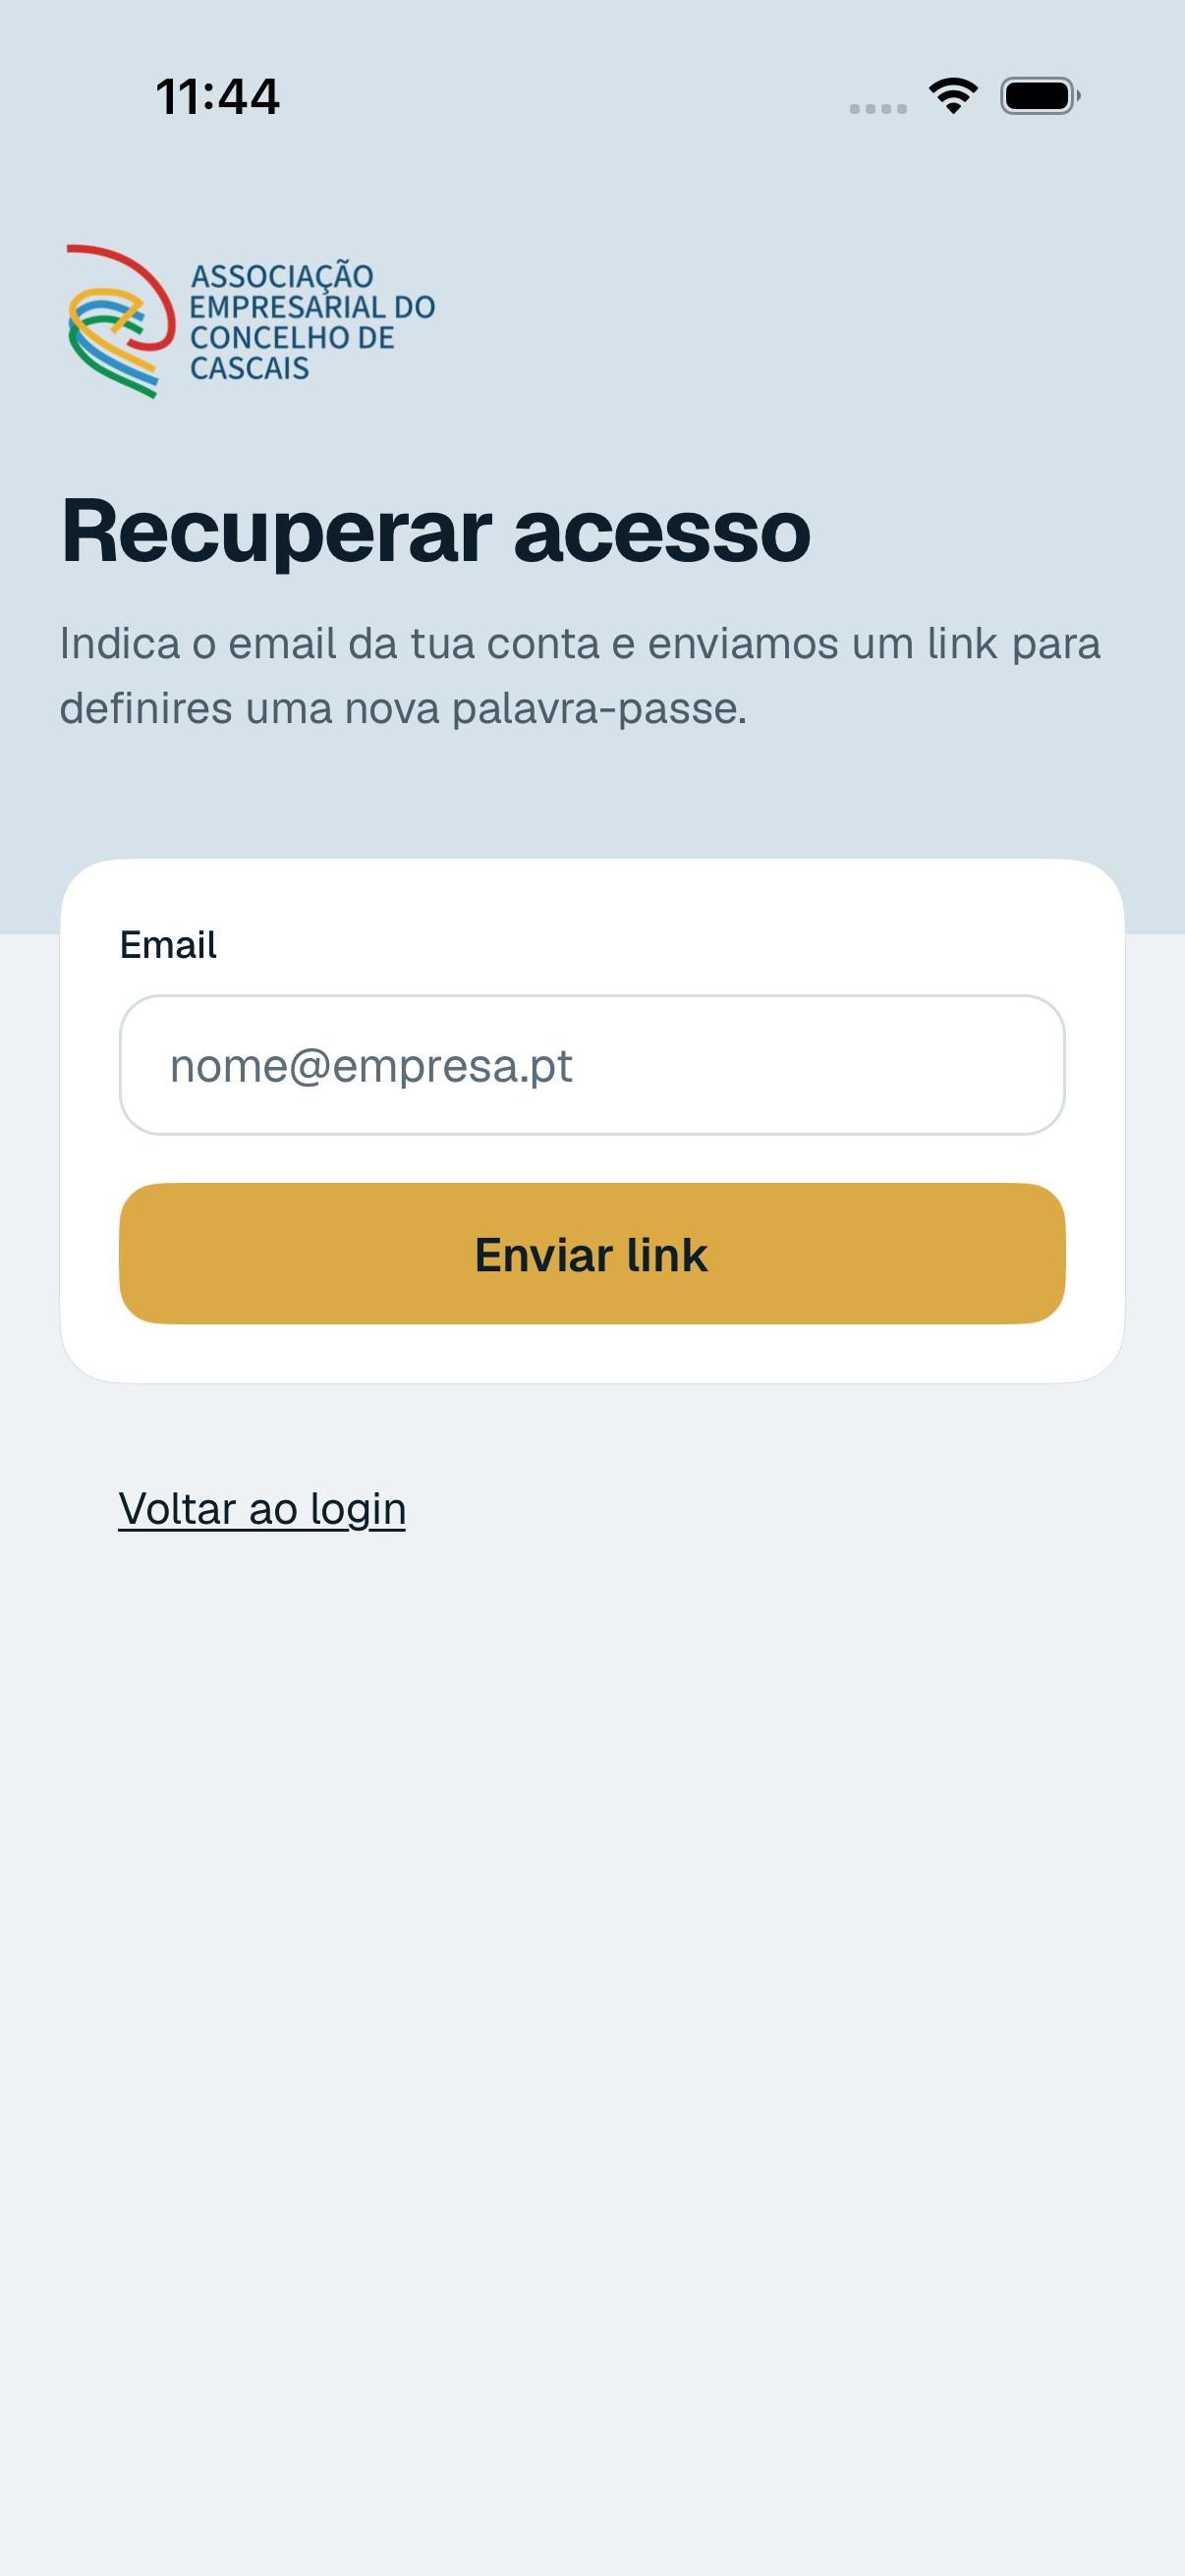 11:44
ASSOCIAÇÃO
EMPRESARIAL DO
CONCELHO DE
CASCAIS
Recuperar acesso
Indica o email da tua conta e enviamos um link para
definires uma nova palavra-passe.
Email
nome@empresa.pt
Enviar link
Voltar ao login